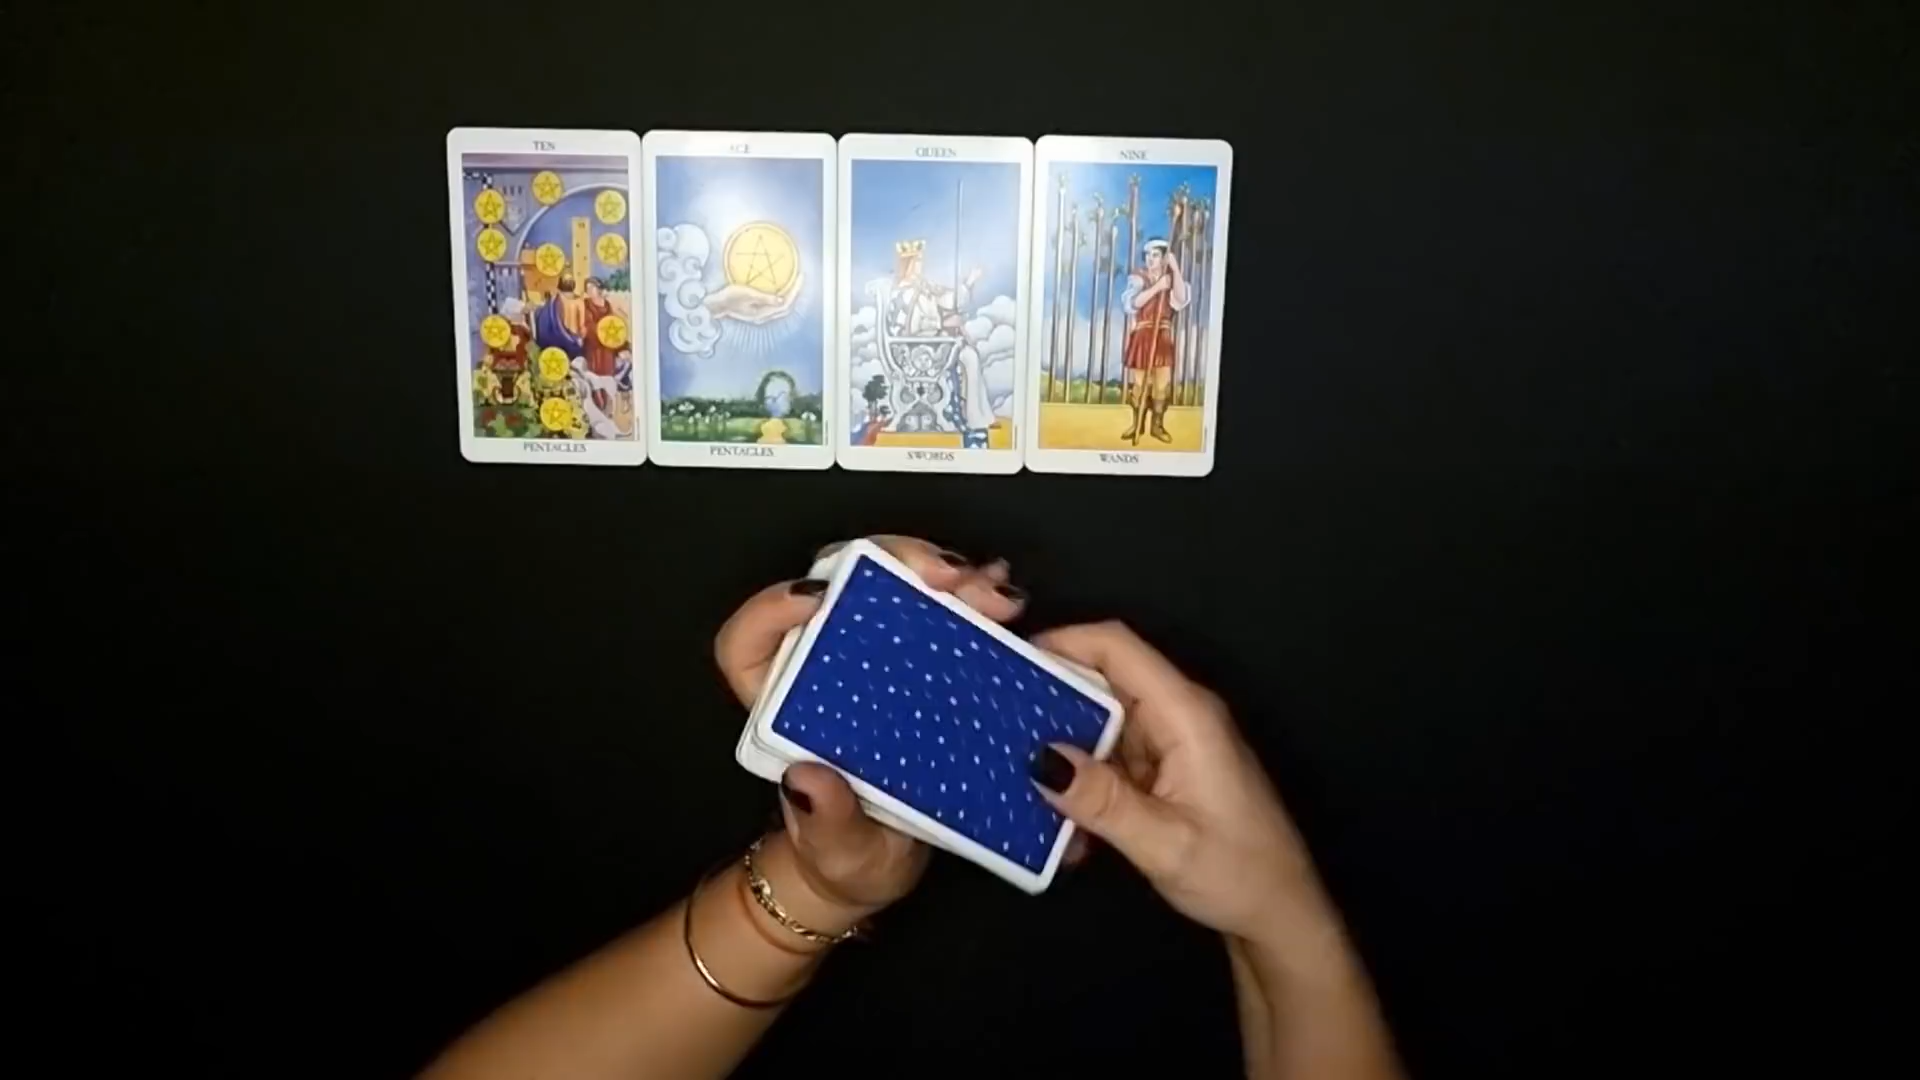 TEN
ACE
QUEEN
NINE
PENTACLES
PENTACLES
SWORDS
WANDS